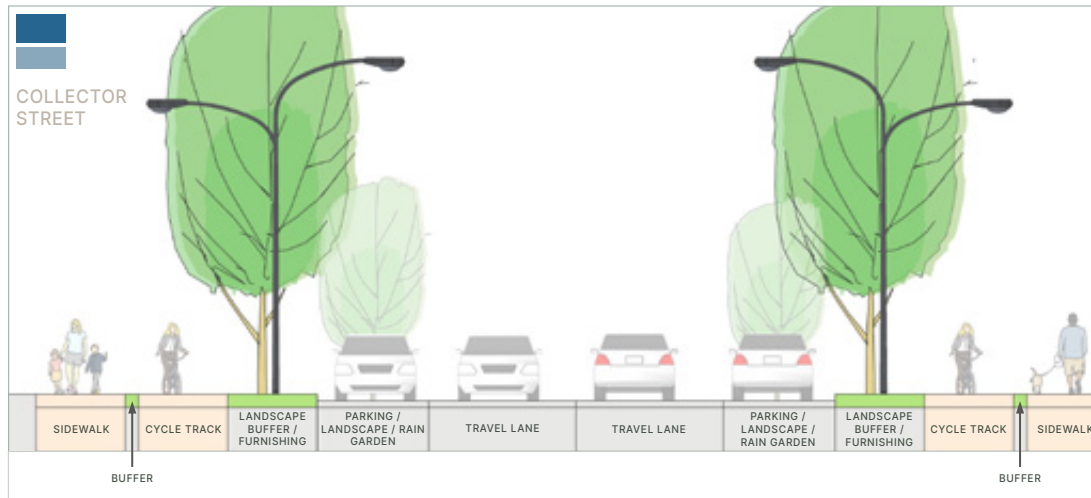 COLLECTOR
STREET
SIDEWALK
CYCLE TRACK
LANDSCAPE
BUFFER /
FURNISHING
PARKING /
LANDSCAPE / RAIN
GARDEN
TRAVEL LANE
TRAVEL LANE
PARKING /
LANDSCAPE /
RAIN GARDEN
LANDSCAPE
BUFFER /
FURNISHING
CYCLE TRACK
SIDEWALK
BUFFER
BUFFER